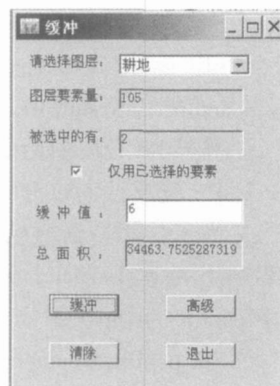 缓冲
请选择图层： 耕地
图层要素量： 105
被选中的有： 2
仅用已选择的要素
缓 冲 值： 6
总 面 积： 34463.7525287319
缓冲 高级
清除 退出